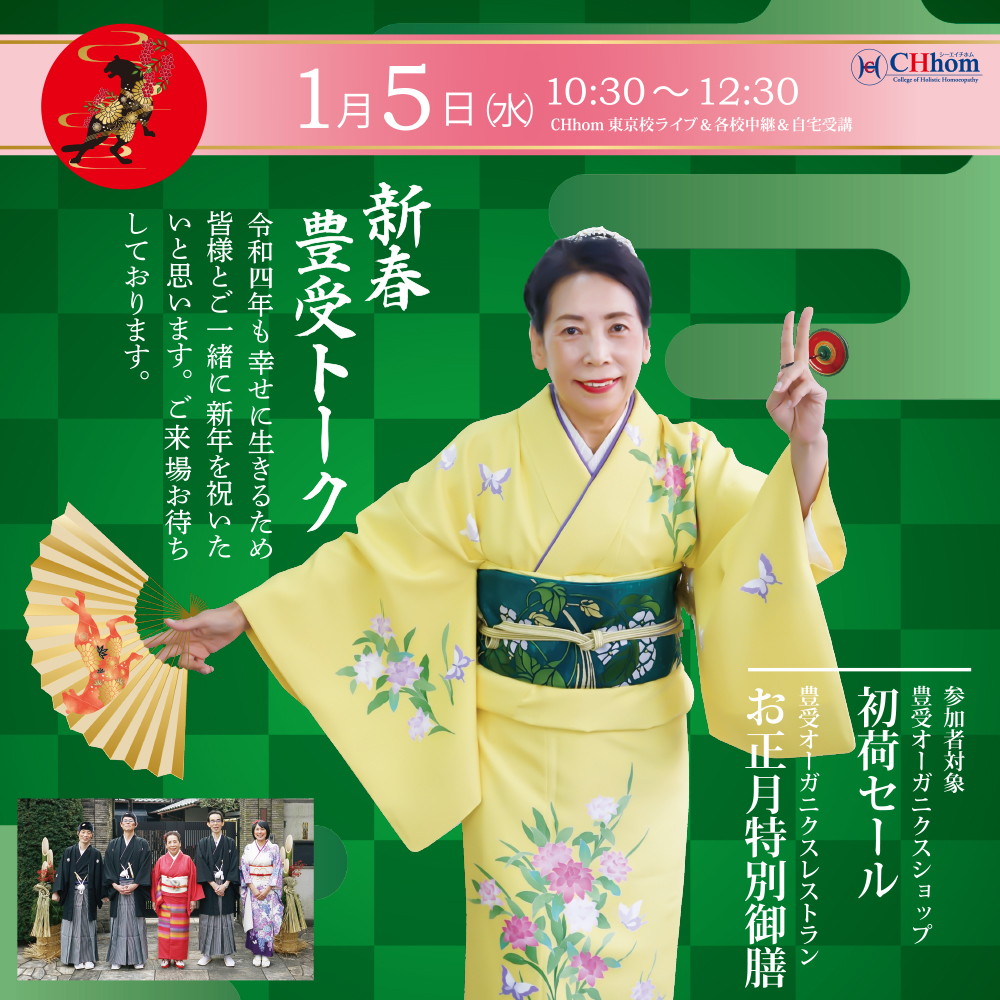 1月5日(水) 10:30～12:30
CHhom 東京校ライブ＆各校中継＆自宅受講
シーエイチホム
CHhom
College of Holistic Homoeopathy
新春
豊受トーク
令和四年も幸せに生きるため
皆様とご一緒に新年を祝いた
いと思います。ご来場お待ち
しております。
参加者対象
豊受オーガニクスショップ
初荷セール
豊受オーガニクスレストラン
お正月特別御膳